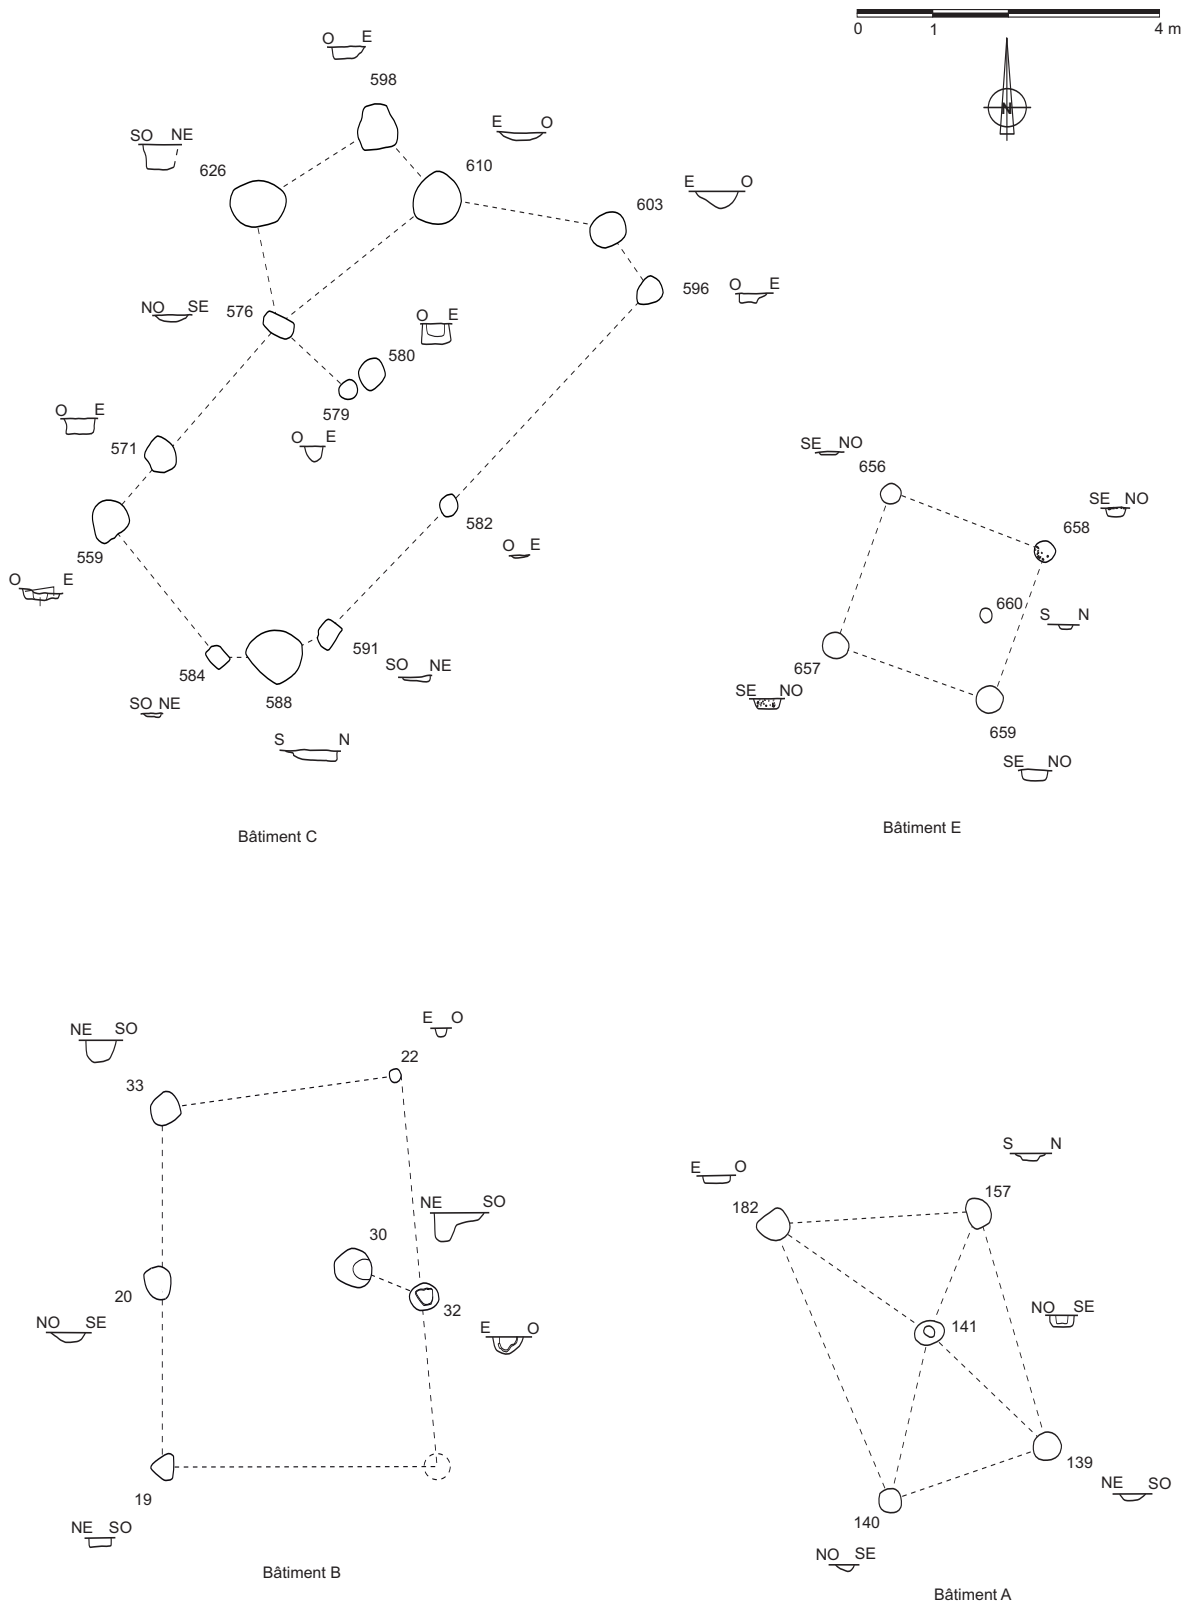 0 1 4 m
N
O E
598
SO NE
626
E O
610
E O
603
O E
596
NO SE
576
O E
580
579
O E
O E
571
559
O E
582
O E
591
SO NE
584
SO NE
588
S N
Bâtiment C
SE NO
656
SE NO
658
660
S N
657
SE NO
659
SE NO
Bâtiment E
NE SO
33
E O
22
NE SO
30
32
E O
20
NO SE
19
NE SO
Bâtiment B
S N
157
E O
182
141
NO SE
139
NE SO
140
NO SE
Bâtiment A